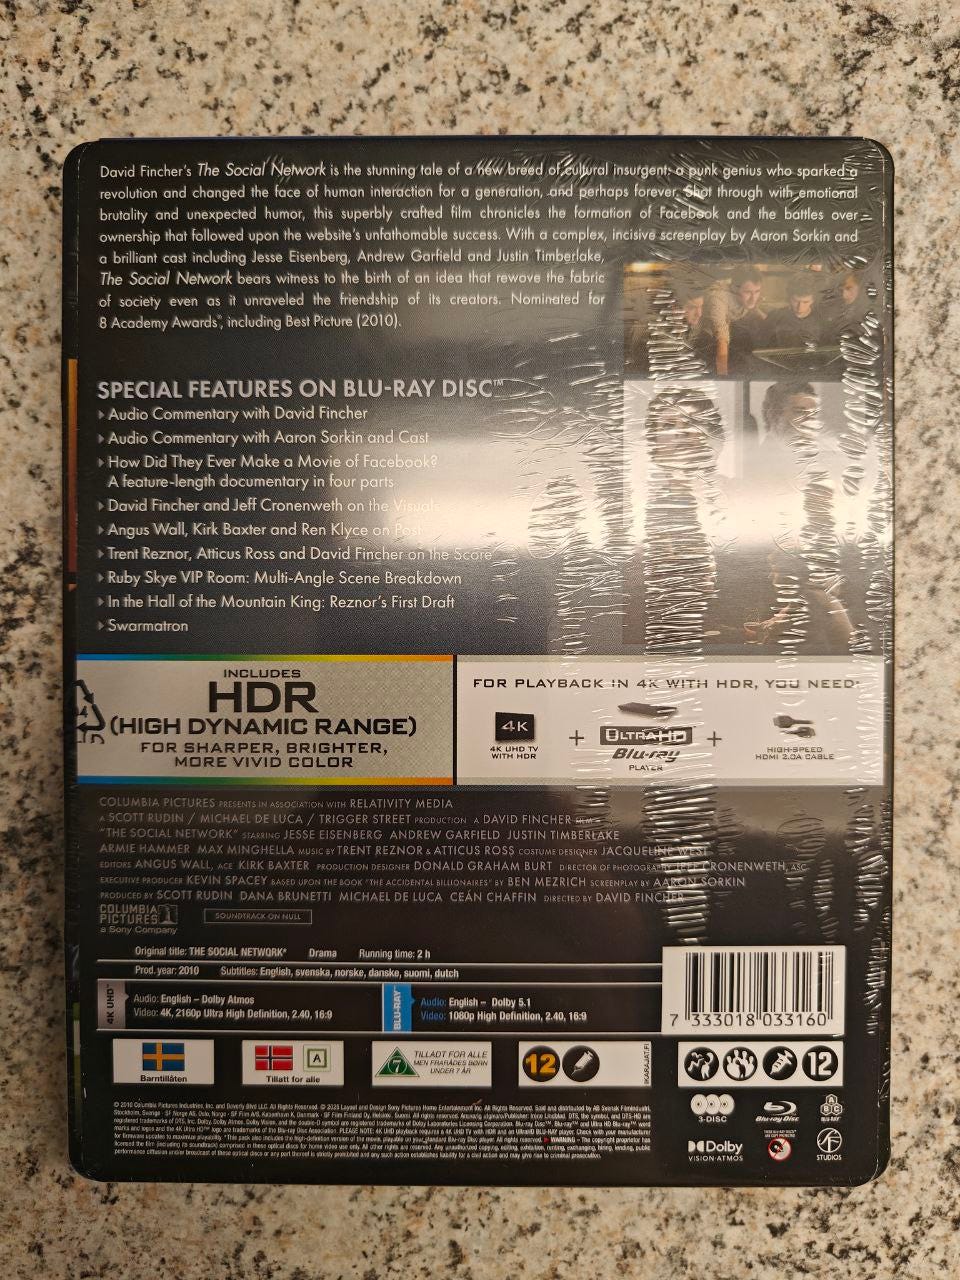 David Fincher's The Social Network is the stunning tale of a new breed of cultural insurgent: a punk genius who sparked a
revolution and changed the face of human interaction for a generation, and perhaps forever. Shot through with emotional
brutality and unexpected humor, this superbly crafted film chronicles the formation of Facebook and the battles over
ownership that followed upon the website's unfathomable success. With a complex, incisive screenplay by Aaron Sorkin and
a brilliant cast including Jesse Eisenberg, Andrew Garfield and Justin Timberlake,
The Social Network bears witness to the birth of an idea that rewove the fabric
of society even as it unraveled the friendship of its creators. Nominated for
8 Academy Awards®, including Best Picture (2010).
SPECIAL FEATURES ON BLU-RAY DISC™
Audio Commentary with David Fincher
Audio Commentary with Aaron Sorkin and Cast
How Did They Ever Make a Movie of Facebook?
A feature-length documentary in four parts
David Fincher and Jeff Cronenweth on the Visuals
Angus Wall, Kirk Baxter and Ren Klyce on Post
Trent Reznor, Atticus Ross and David Fincher on the Score
Ruby Skye VIP Room: Multi-Angle Scene Breakdown
In the Hall of the Mountain King: Reznor's First Draft
Swarmatron
INCLUDES
HDR
(HIGH DYNAMIC RANGE)
FOR SHARPER, BRIGHTER,
MORE VIVID COLOR
FOR PLAYBACK IN 4K WITH HDR, YOU NEED:
4K
4K UHD TV
WITH HDR
+
ULTRA HD
Blu-ray
PLAYER
+
HIGH-SPEED
HDMI 2.0A CABLE
COLUMBIA PICTURES PRESENTS IN ASSOCIATION WITH RELATIVITY MEDIA
A SCOTT RUDIN / MICHAEL DE LUCA / TRIGGER STREET PRODUCTION A DAVID FINCHER FILM
"THE SOCIAL NETWORK" STARRING JESSE EISENBERG ANDREW GARFIELD JUSTIN TIMBERLAKE
ARMIE HAMMER MAX MINGHELLA MUSIC BY TRENT REZNOR & ATTICUS ROSS COSTUME DESIGNER JACQUELINE WEST
EDITORS ANGUS WALL, ACE KIRK BAXTER PRODUCTION DESIGNER DONALD GRAHAM BURT DIRECTOR OF PHOTOGRAPHY JEFF CRONENWETH, ASC
EXECUTIVE PRODUCER KEVIN SPACEY BASED UPON THE BOOK "THE ACCIDENTAL BILLIONAIRES" BY BEN MEZRICH SCREENPLAY BY AARON SORKIN
PRODUCED BY SCOTT RUDIN DANA BRUNETTI MICHAEL DE LUCA CEÁN CHAFFIN DIRECTED BY DAVID FINCHER
COLUMBIA
PICTURES
a Sony Company
SOUNDTRACK ON NULL
Original title: THE SOCIAL NETWORK* Drama Running time: 2 h
Prod. year: 2010 Subtitles: English, svenska, norske, danske, suomi, dutch
4K UHD™
Audio: English – Dolby Atmos
Video: 4K, 2160p Ultra High Definition, 2.40, 16:9
BLU-RAY™
Audio: English – Dolby 5.1
Video: 1080p High Definition, 2.40, 16:9
7 333018 033160
Barntillåten
A
Tillatt for alle
7
TILLADT FOR ALLE
MEN FRARÅDES BØRN
UNDER 7 ÅR
12
IKARAJAT.FI
12
3-DISC
Blu-ray Disc
A
B
C
Dolby
VISION·ATMOS
SF
STUDIOS